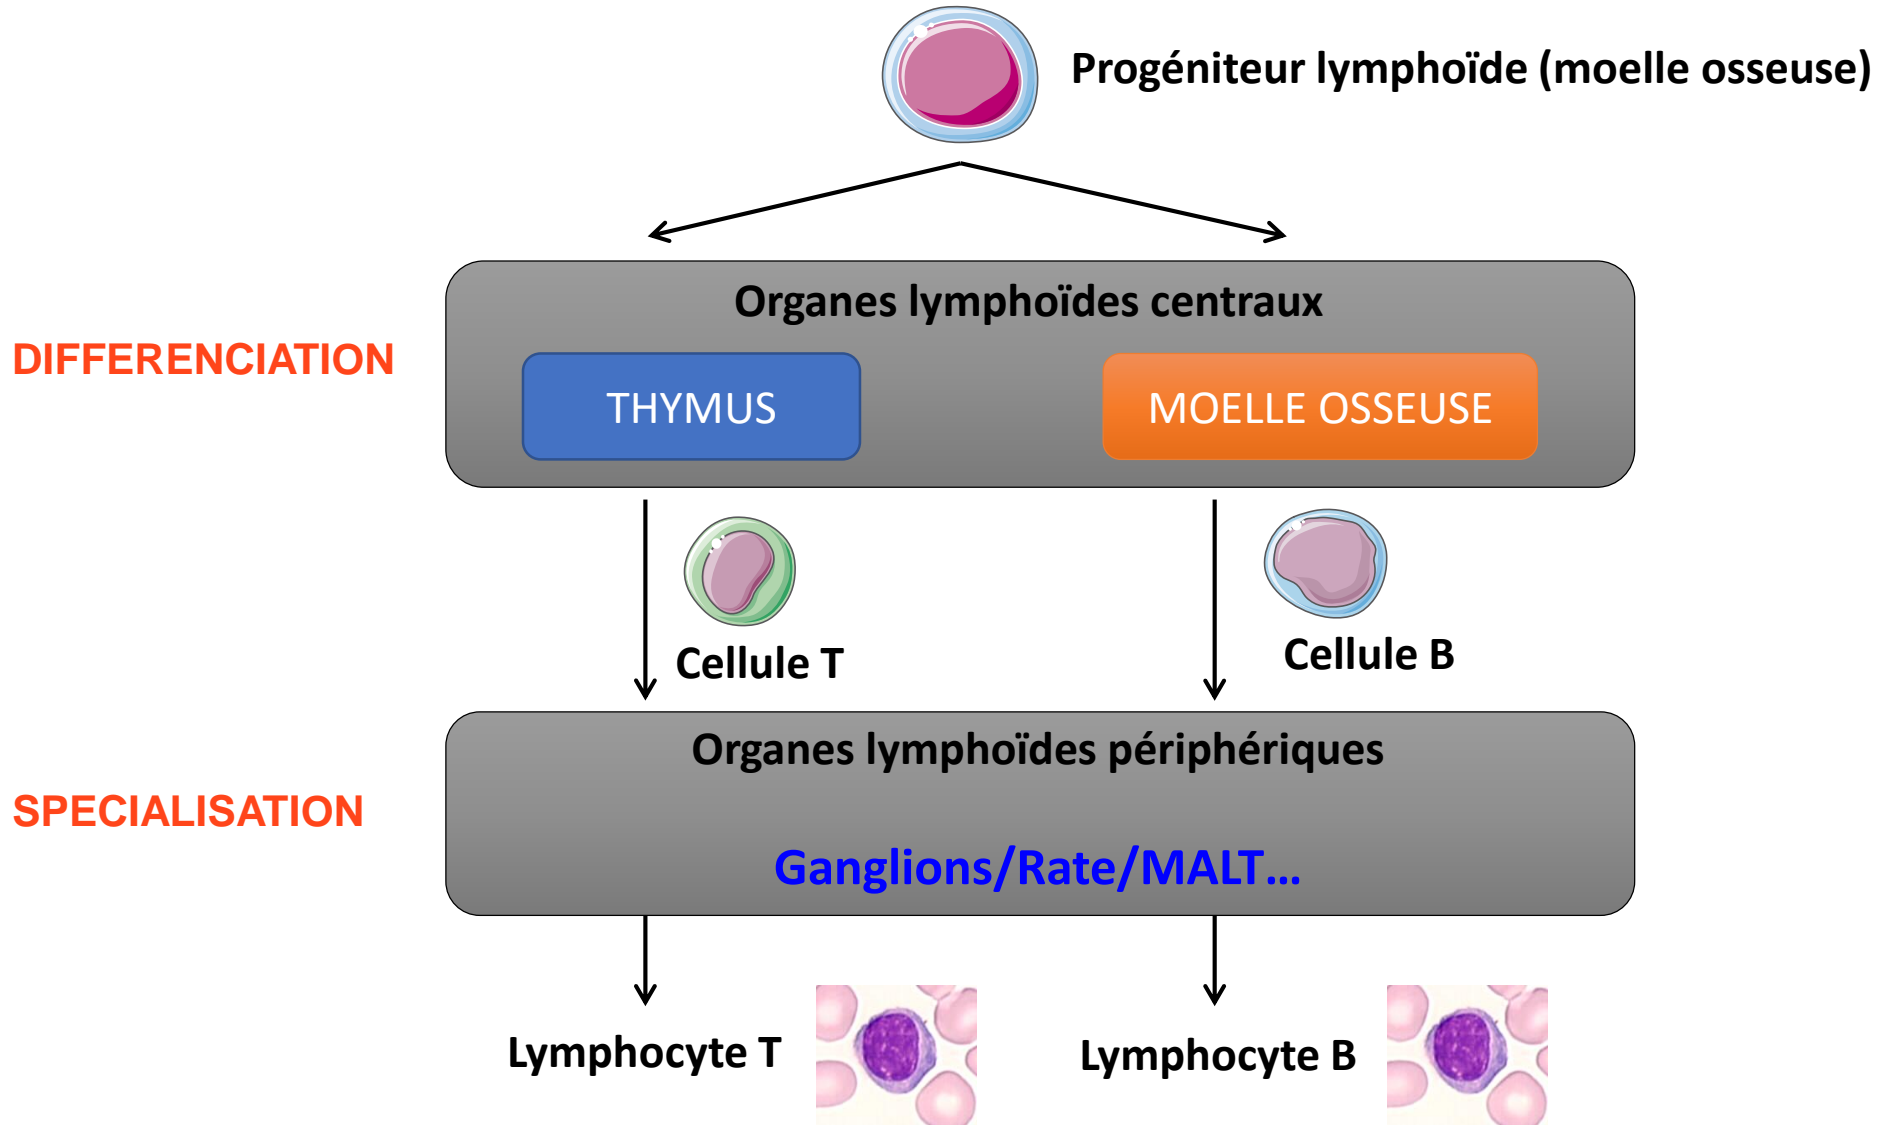 Progéniteur lymphoïde (moelle osseuse)
Organes lymphoïdes centraux
DIFFERENCIATION
THYMUS
MOELLE OSSEUSE
Cellule T
Cellule B
Organes lymphoïdes périphériques
SPECIALISATION
Ganglions/Rate/MALT...
Lymphocyte T
Lymphocyte B